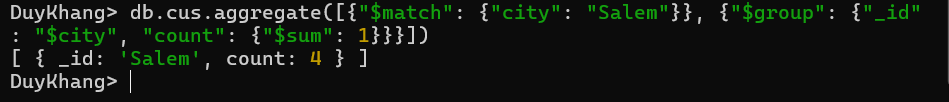 DuyKhang> db.cus.aggregate([{"$match": {"city": "Salem"}}, {"$group": {"_id"
: "$city", "count": {"$sum": 1}}}])
[ { _id: 'Salem', count: 4 } ]
DuyKhang>